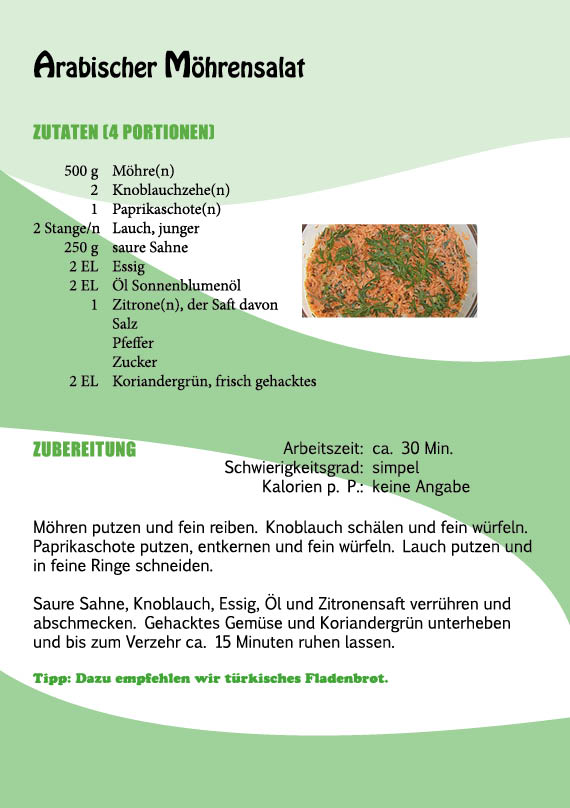 Arabischer Möhrensalat
ZUTATEN (4 PORTIONEN)
500 g Möhre(n)
2 Knoblauchzehe(n)
1 Paprikaschote(n)
2 Stange/n Lauch, junger
250 g saure Sahne
2 EL Essig
2 EL Öl Sonnenblumenöl
1 Zitrone(n), der Saft davon
Salz
Pfeffer
Zucker
2 EL Koriandergrün, frisch gehacktes
ZUBEREITUNG
Arbeitszeit: ca. 30 Min.
Schwierigkeitsgrad: simpel
Kalorien p. P.: keine Angabe
Möhren putzen und fein reiben. Knoblauch schälen und fein würfeln.
Paprikaschote putzen, entkernen und fein würfeln. Lauch putzen und
in feine Ringe schneiden.
Saure Sahne, Knoblauch, Essig, Öl und Zitronensaft verrühren und
abschmecken. Gehacktes Gemüse und Koriandergrün unterheben
und bis zum Verzehr ca. 15 Minuten ruhen lassen.
Tipp: Dazu empfehlen wir türkisches Fladenbrot.